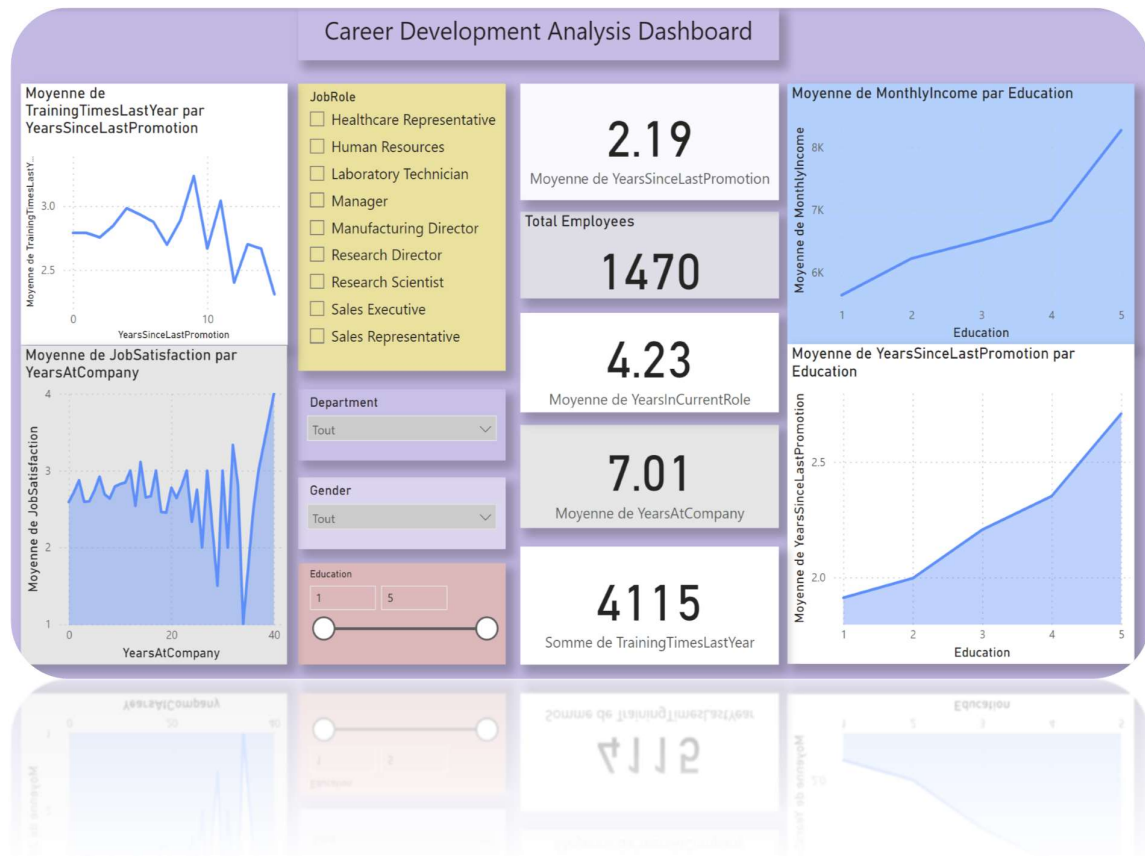 Career Development Analysis Dashboard
Moyenne de
TrainingTimesLastYear par
YearsSinceLastPromotion
Moyenne de TrainingTimesLastY...
3.0
2.5
0
10
YearsSinceLastPromotion
Moyenne de JobSatisfaction par
YearsAtCompany
Moyenne de JobSatisfaction
4
3
2
1
0
20
40
YearsAtCompany
JobRole
Healthcare Representative
Human Resources
Laboratory Technician
Manager
Manufacturing Director
Research Director
Research Scientist
Sales Executive
Sales Representative
Department
Tout
Gender
Tout
Education
1
5
2.19
Moyenne de YearsSinceLastPromotion
Total Employees
1470
4.23
Moyenne de YearsInCurrentRole
7.01
Moyenne de YearsAtCompany
4115
Somme de TrainingTimesLastYear
Moyenne de MonthlyIncome par Education
Moyenne de MonthlyIncome
8K
7K
6K
1
2
3
4
5
Education
Moyenne de YearsSinceLastPromotion par
Education
Moyenne de YearsSinceLastPromotion
2.5
2.0
1
2
3
4
5
Education